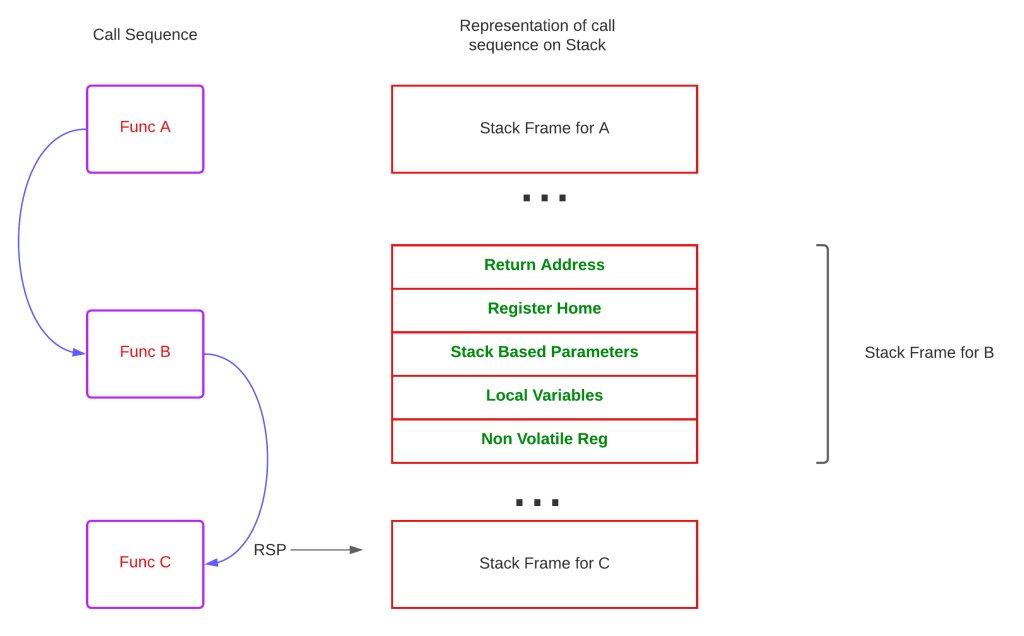 Call Sequence
Representation of call
sequence on Stack
Func A
Stack Frame for A
...
Return Address
Register Home
Func B
Stack Based Parameters
Stack Frame for B
Local Variables
Non Volatile Reg
...
RSP
Func C
Stack Frame for C